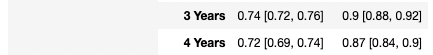 3 Years 0.74 [0.72, 0.76] 0.9 [0.88, 0.92]
4 Years 0.72 [0.69, 0.74] 0.87 [0.84, 0.9]